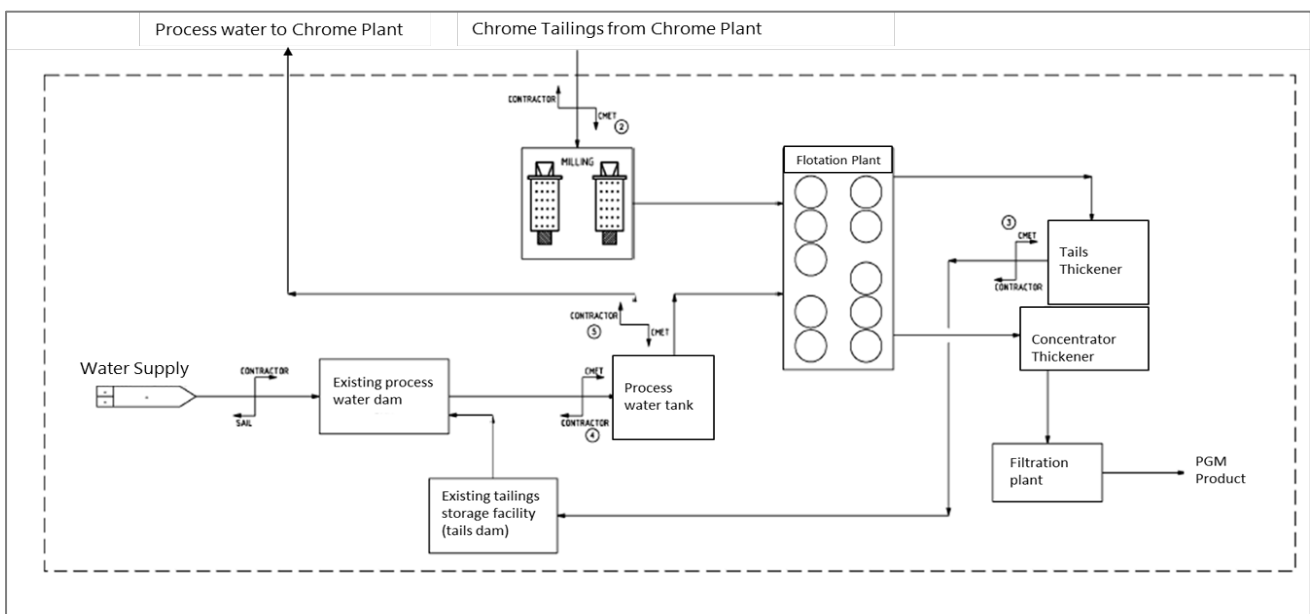 Process water to Chrome Plant
Chrome Tailings from Chrome Plant
CONTRACTOR
CMET
②
MILLING
Flotation Plant
③
CMET
CONTRACTOR
Tails
Thickener
CONTRACTOR
⑤
CMET
Concentrator
Thickener
Water Supply
CONTRACTOR
SAIL
Existing process
water dam
CMET
CONTRACTOR
④
Process
water tank
Filtration
plant
PGM
Product
Existing tailings
storage facility
(tails dam)